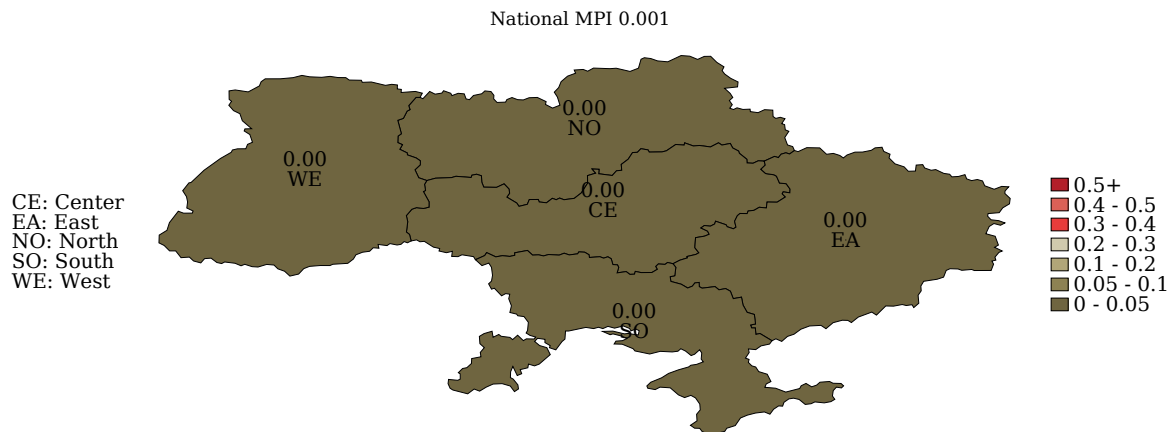 National MPI 0.001
0.00
NO
0.00
WE
0.00
CE
0.00
EA
0.00
SO
CE: Center
EA: East
NO: North
SO: South
WE: West
0.5+
0.4 - 0.5
0.3 - 0.4
0.2 - 0.3
0.1 - 0.2
0.05 - 0.1
0 - 0.05